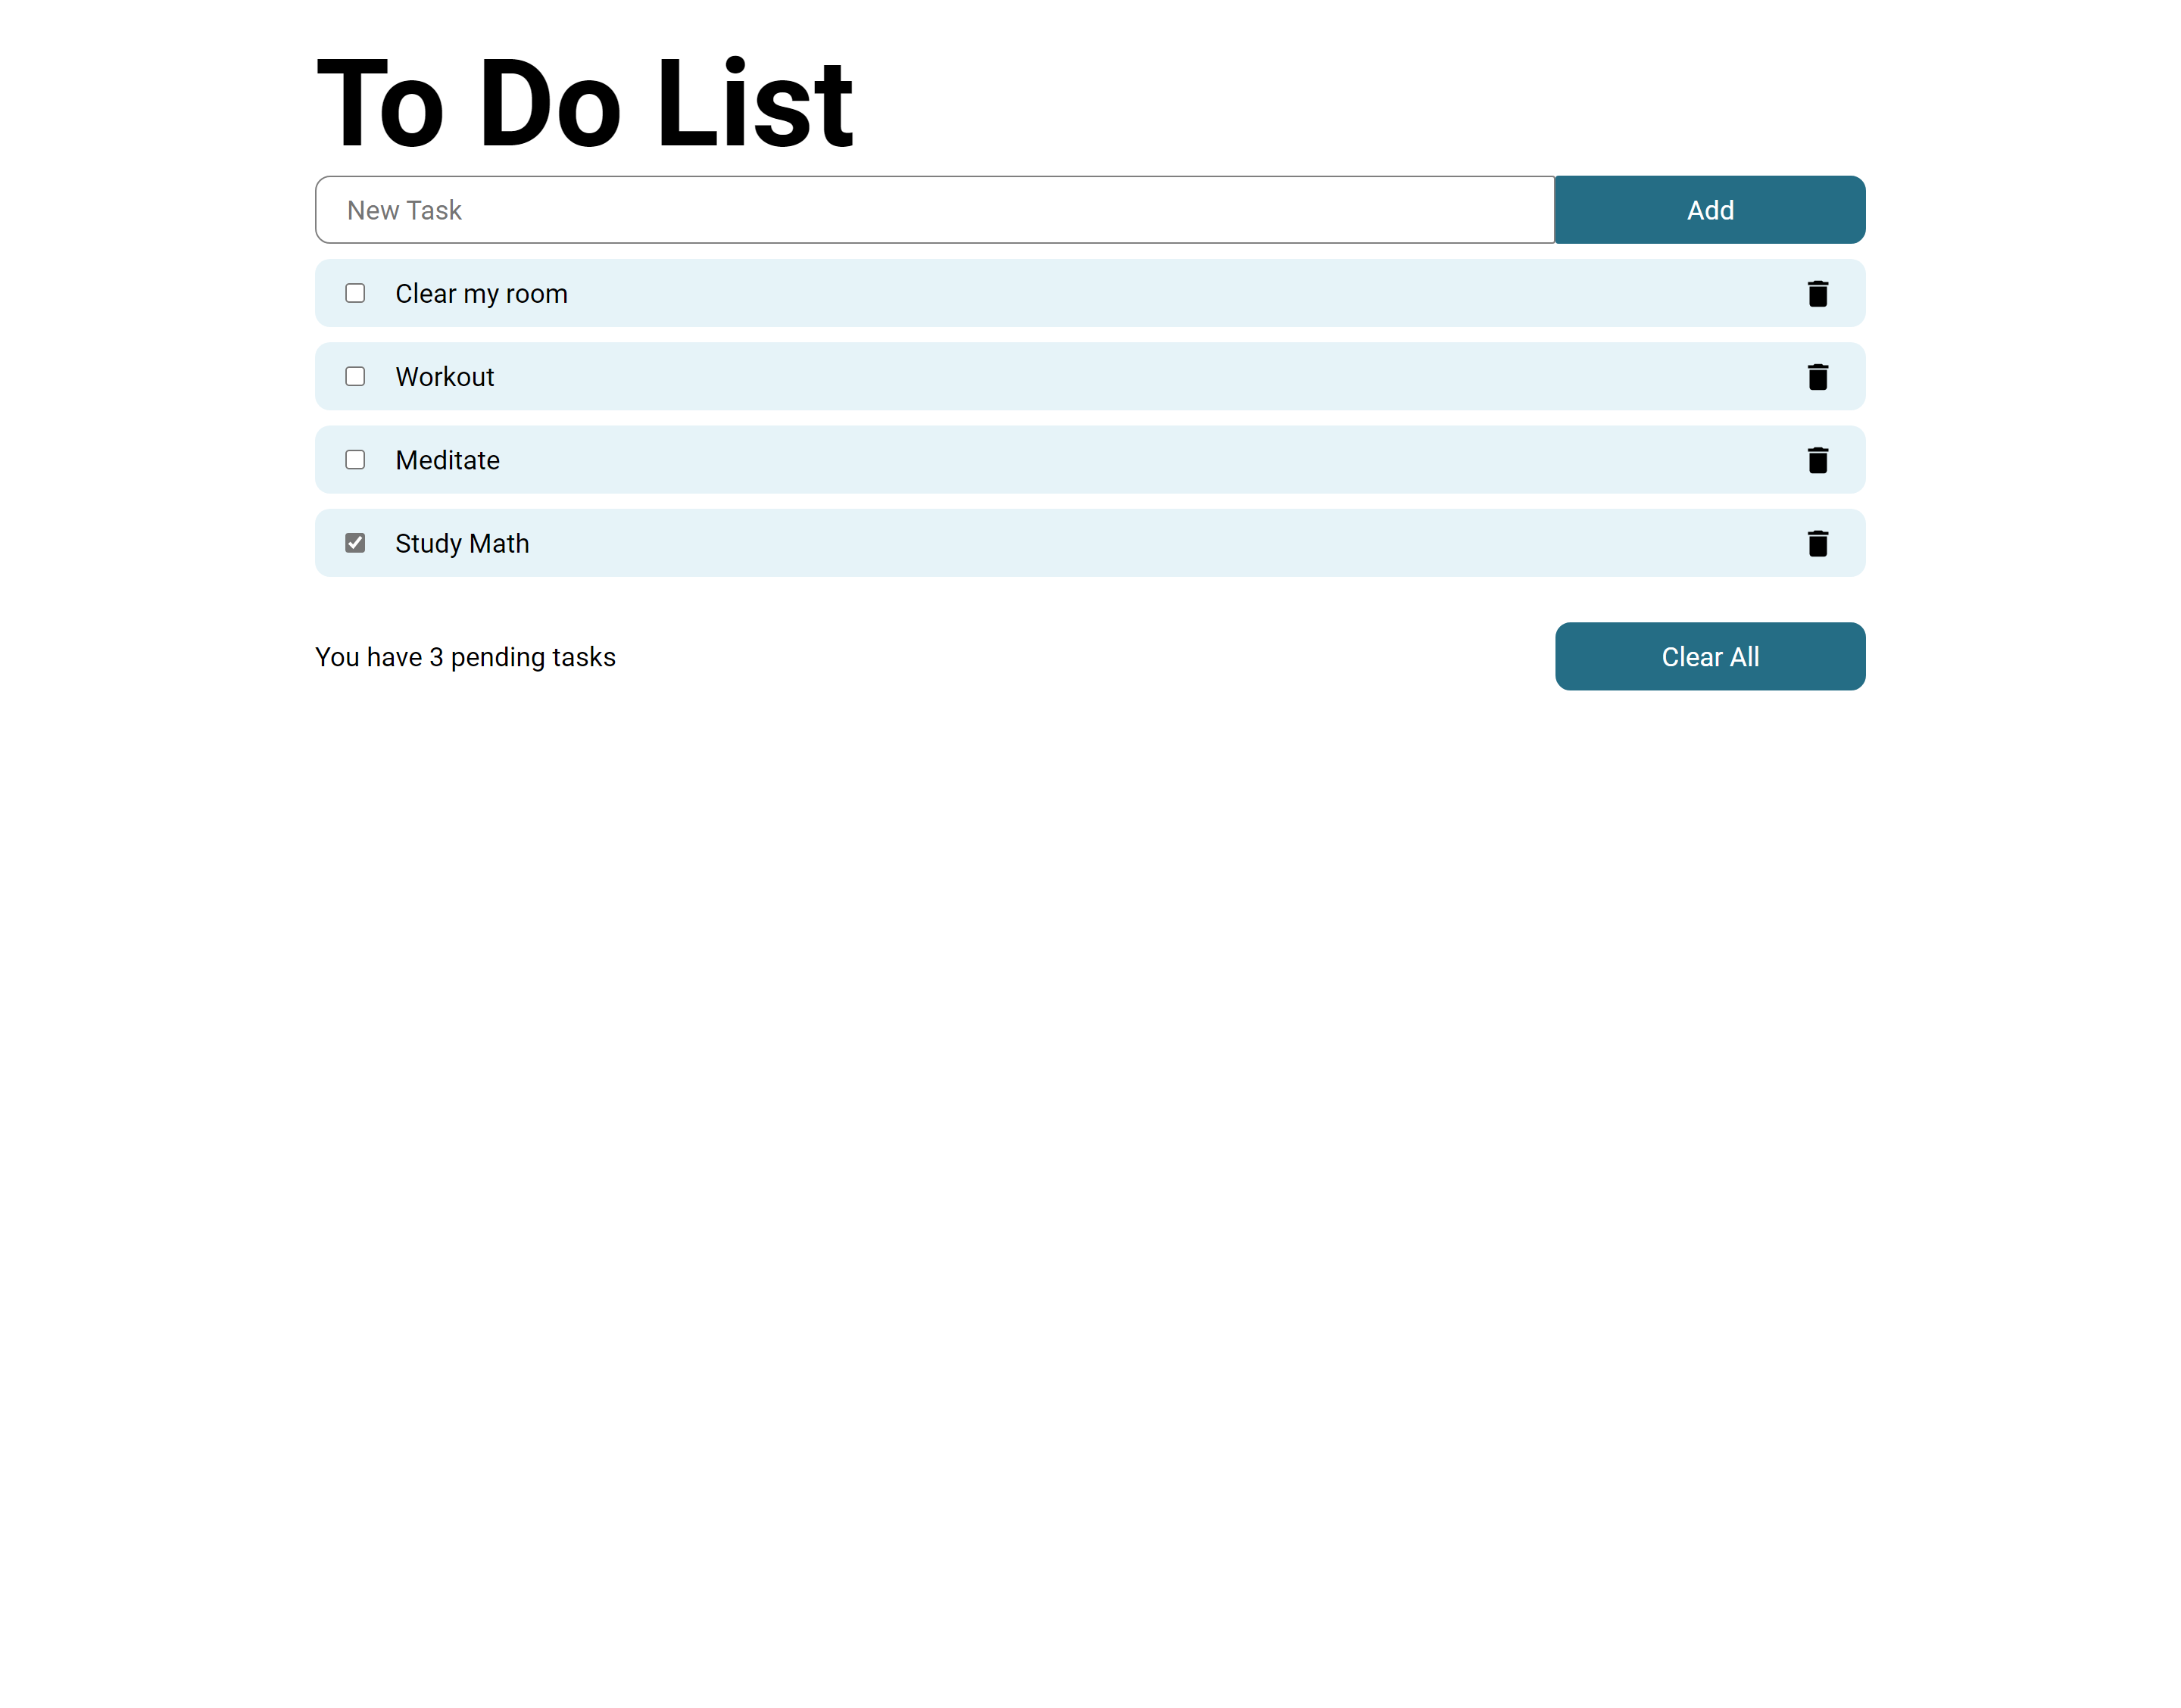 To Do List
New Task
Add
Clear my room
Workout
Meditate
Study Math
You have 3 pending tasks
Clear All